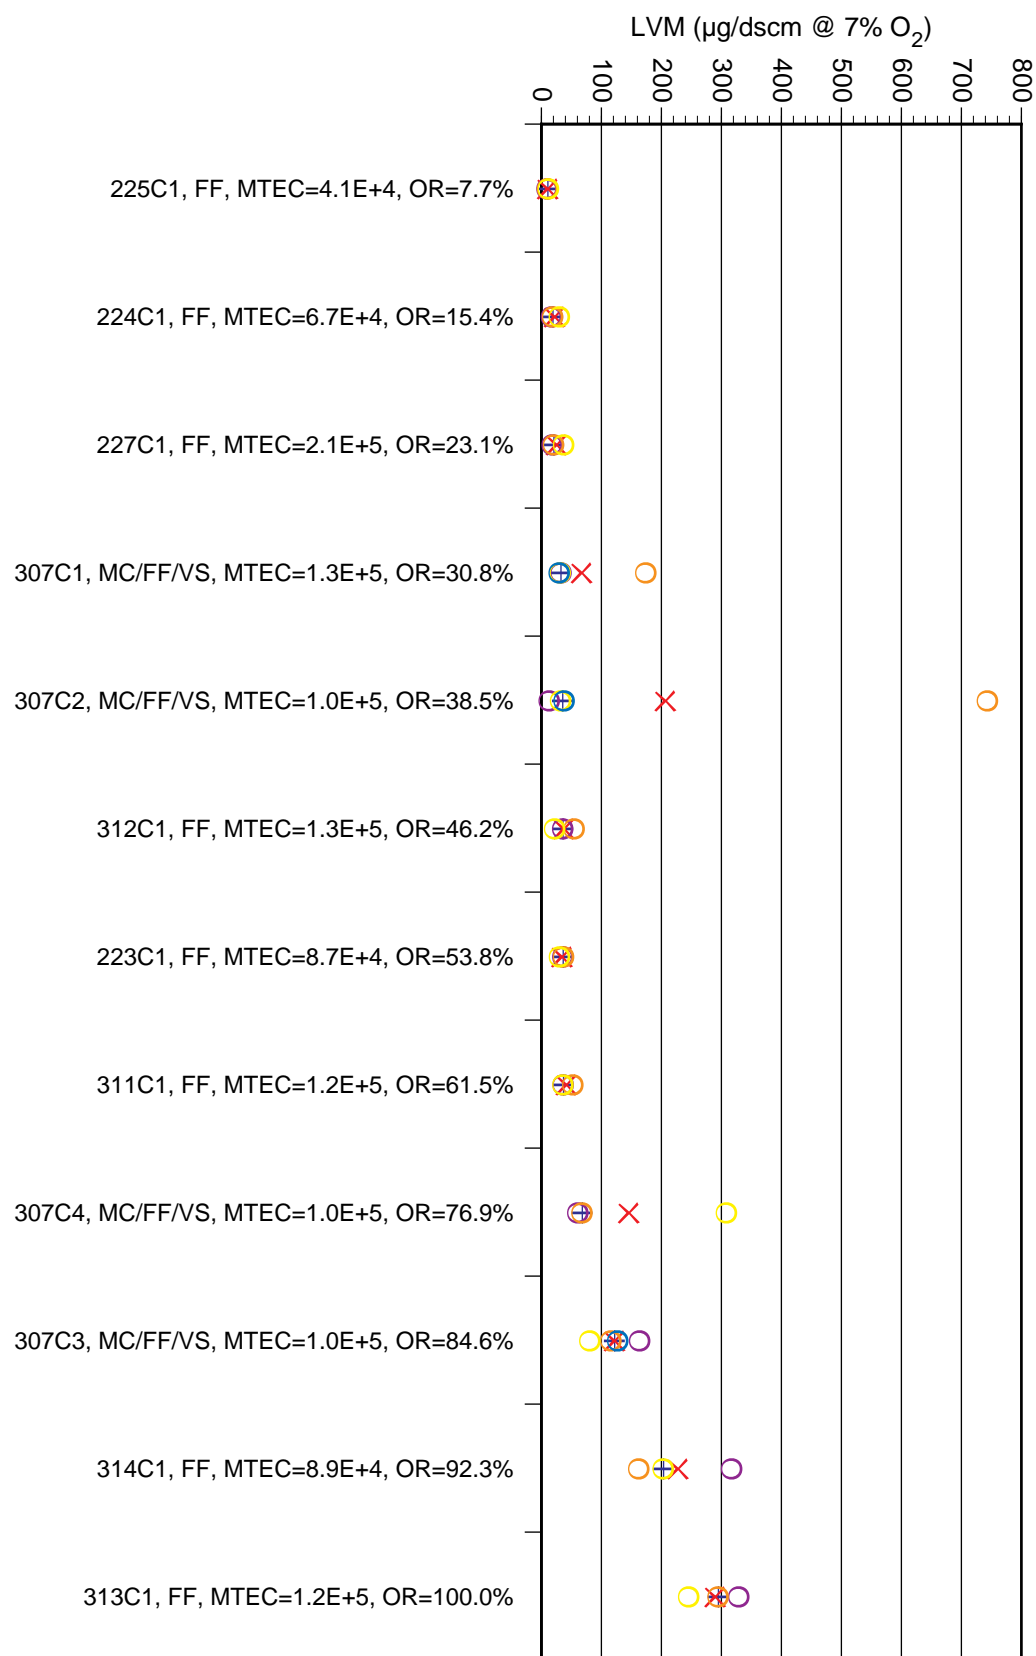 LVM (µg/dscm @ 7% O2)
0 100 200 300 400 500 600 700 800
225C1, FF, MTEC=4.1E+4, OR=7.7%
224C1, FF, MTEC=6.7E+4, OR=15.4%
227C1, FF, MTEC=2.1E+5, OR=23.1%
307C1, MC/FF/VS, MTEC=1.3E+5, OR=30.8%
307C2, MC/FF/VS, MTEC=1.0E+5, OR=38.5%
312C1, FF, MTEC=1.3E+5, OR=46.2%
223C1, FF, MTEC=8.7E+4, OR=53.8%
311C1, FF, MTEC=1.2E+5, OR=61.5%
307C4, MC/FF/VS, MTEC=1.0E+5, OR=76.9%
307C3, MC/FF/VS, MTEC=1.0E+5, OR=84.6%
314C1, FF, MTEC=8.9E+4, OR=92.3%
313C1, FF, MTEC=1.2E+5, OR=100.0%